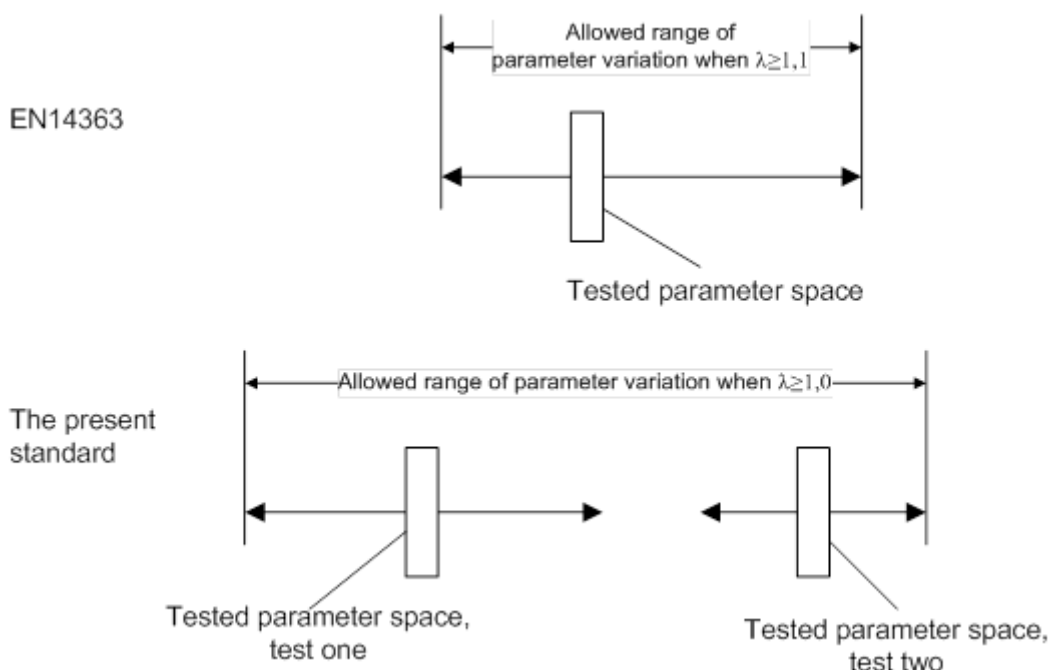 Allowed range of
parameter variation when λ≥1,1
EN14363
Tested parameter space
Allowed range of parameter variation when λ≥1,0
The present
standard
Tested parameter space,
test one
Tested parameter space,
test two